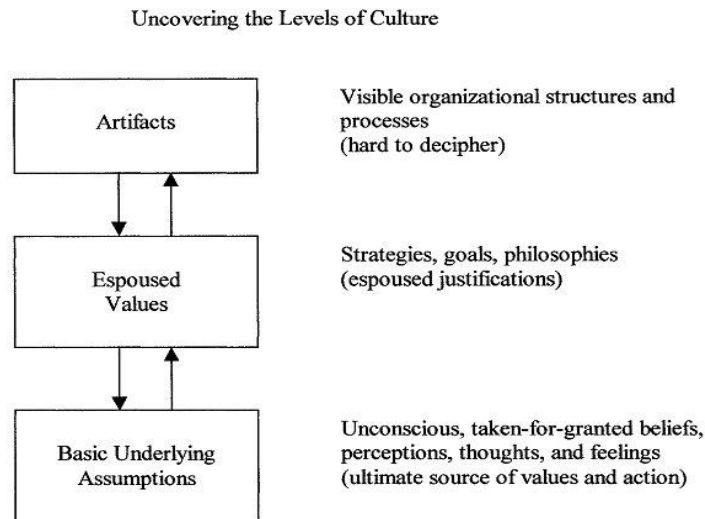 Uncovering the Levels of Culture
Artifacts
Visible organizational structures and
processes
(hard to decipher)
Espoused
Values
Strategies, goals, philosophies
(espoused justifications)
Basic Underlying
Assumptions
Unconscious, taken-for-granted beliefs,
perceptions, thoughts, and feelings
(ultimate source of values and action)